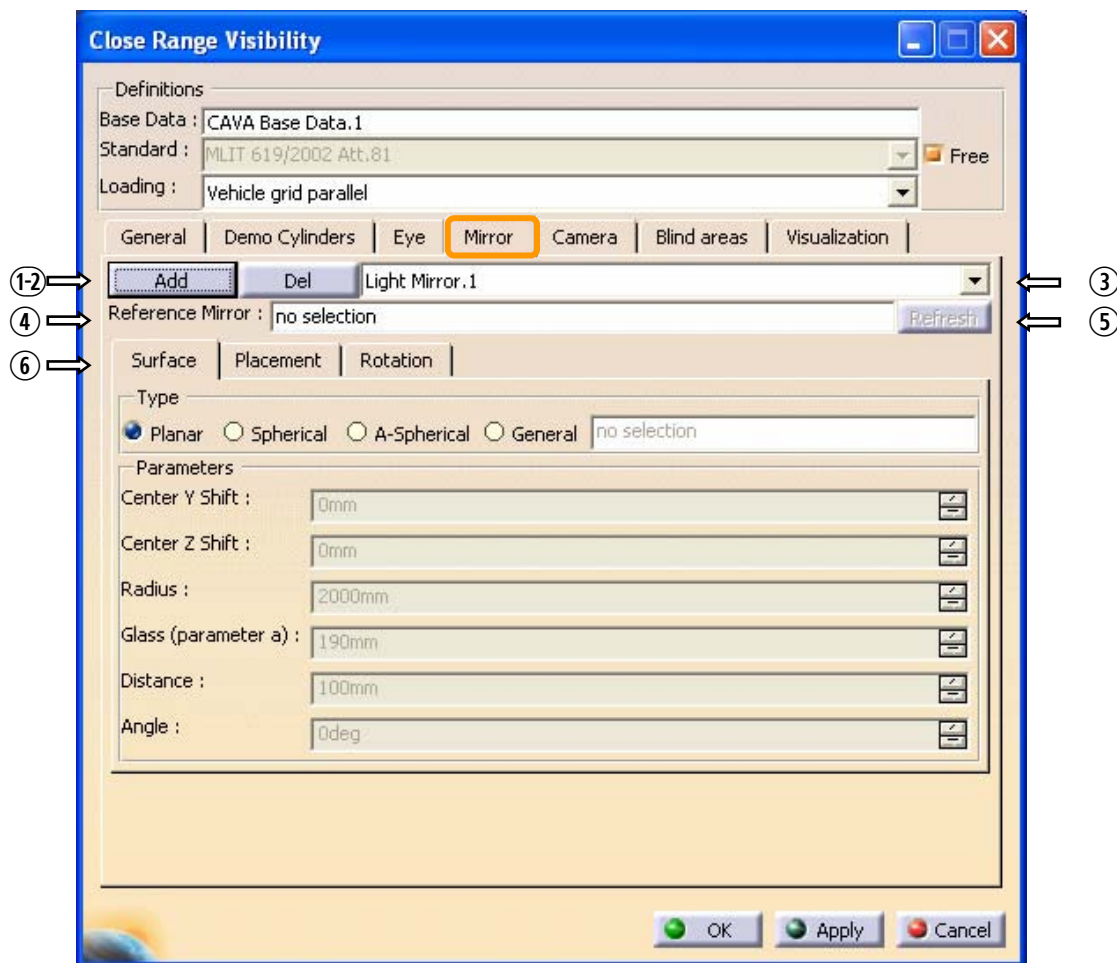 Close Range Visibility
Definitions
Base Data : CAVA Base Data.1
Standard : MLIT 619/2002 Att.81 Free
Loading : Vehicle grid parallel
General Demo Cylinders Eye Mirror Camera Blind areas Visualization
①-② Add Del Light Mirror.1 ③
④ Reference Mirror : no selection Refresh ⑤
⑥ Surface Placement Rotation
Type
Planar Spherical A-Spherical General no selection
Parameters
Center Y Shift : 0mm
Center Z Shift : 0mm
Radius : 2000mm
Glass (parameter a) : 190mm
Distance : 100mm
Angle : 0deg
OK Apply Cancel